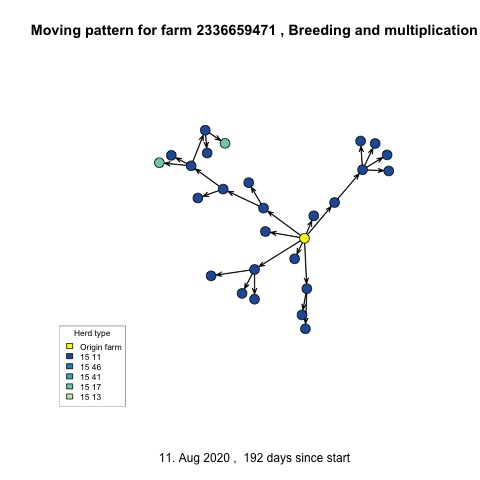 Moving pattern for farm 2336659471 , Breeding and multiplication
Herd type
Origin farm
15 11
15 46
15 41
15 17
15 13
11. Aug 2020 ,  192 days since start